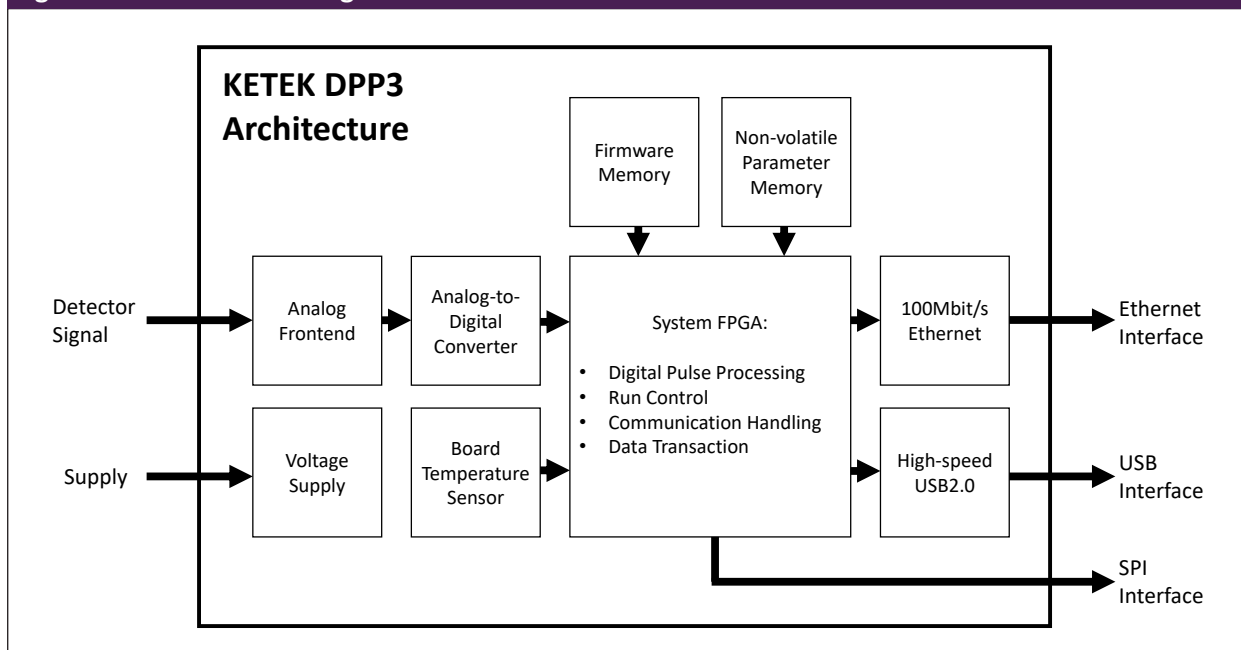 KETEK DPP3
Architecture
Firmware
Memory
Non-volatile
Parameter
Memory
Detector
Signal
Analog
Frontend
Analog-to-
Digital
Converter
System FPGA:
• Digital Pulse Processing
• Run Control
• Communication Handling
• Data Transaction
100Mbit/s
Ethernet
Ethernet
Interface
Supply
Voltage
Supply
Board
Temperature
Sensor
High-speed
USB2.0
USB
Interface
SPI
Interface